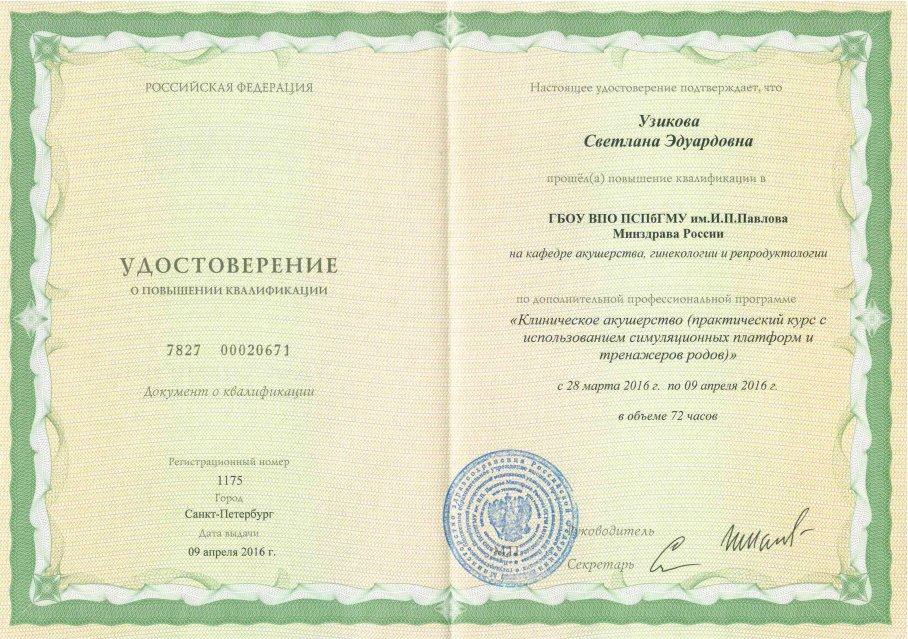 РОССИЙСКАЯ ФЕДЕРАЦИЯ
УДОСТОВЕРЕНИЕ
О ПОВЫШЕНИИ КВАЛИФИКАЦИИ
7827 00020671
Документ о квалификации
Регистрационный номер
1175
Город
Санкт-Петербург
Дата выдачи
09 апреля 2016 г.
Настоящее удостоверение подтверждает, что
Узикова
Светлана Эдуардовна
прошёл(а) повышение квалификации в
ГБОУ ВПО ПСПбГМУ им.И.П.Павлова
Минздрава России
на кафедре акушерства, гинекологии и репродуктологии
по дополнительной профессиональной программе
«Клиническое акушерство (практический курс с
использованием симуляционных платформ и
тренажеров родов)»
с 28 марта 2016 г. по 09 апреля 2016 г.
в объеме 72 часов
Руководитель
М.П.
Секретарь